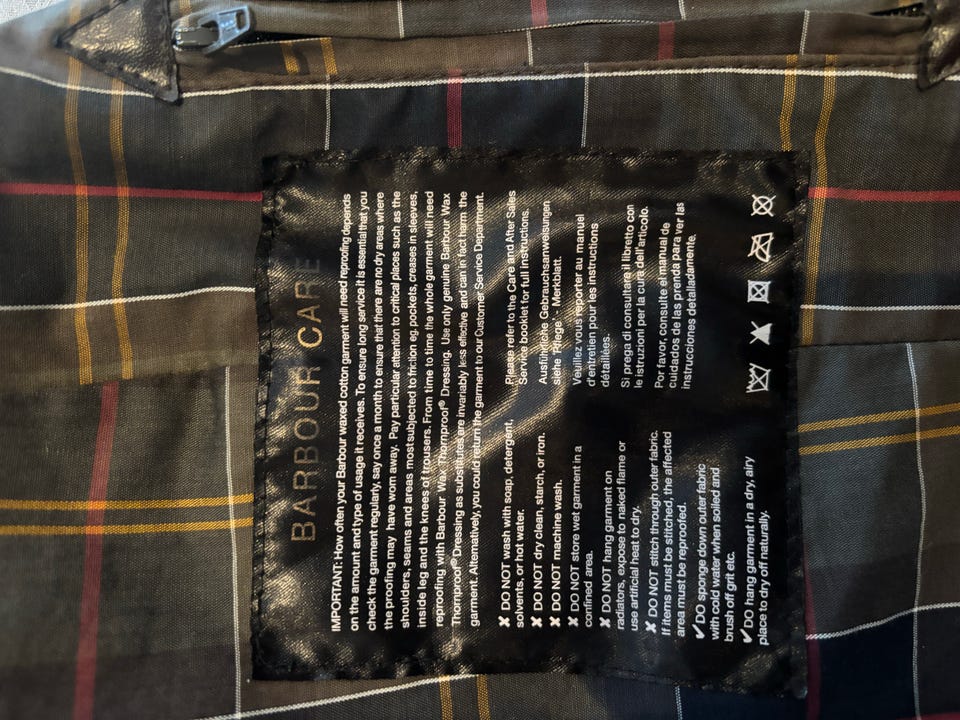 BARBOUR CARE
IMPORTANT: How often your Barbour waxed cotton garment will need reproofing depends
on the amount and type of usage it receives. To ensure long service it is essential that you
check the garment regularly, say once a month to ensure that there are no dry areas where
the proofing may have worn away. Pay particular attention to critical places such as the
shoulders, seams and areas most subjected to friction eg. pockets, creases in sleeves,
inside leg and the knees of trousers. From time to time the whole garment will need
reproofing with Barbour Wax Thornproof® Dressing. Use only genuine Barbour Wax
Thornproof® Dressing as substitutes are invariably less effective and can in fact harm the
garment. Alternatively, you could return the garment to our Customer Service Department.
✘ DO NOT wash with soap, detergent,
solvents, or hot water.
✘ DO NOT dry clean, starch, or iron.
✘ DO NOT machine wash.
✘ DO NOT store wet garment in a
confined area.
✘ DO NOT hang garment on
radiators, expose to naked flame or
use artificial heat to dry.
✘ DO NOT stitch through outer fabric.
If items must be stitched, the affected
area must be reproofed.
✔ DO sponge down outer fabric
with cold water when soiled and
brush off grit etc.
✔ DO hang garment in a dry, airy
place to dry off naturally.
Please refer to the Care and After Sales
Service booklet for full instructions.
Ausführliche Gebrauchsanweisungen
siehe 'Pflege' - Merkblatt.
Veuillez vous reporter au manuel
d'entretien pour les instructions
détaillées.
Si prega di consultare il libretto con
le istruzioni per la cura dell'articolo.
Por favor, consulte el manual de
cuidados de las prenda para ver las
instrucciones detalladamente.